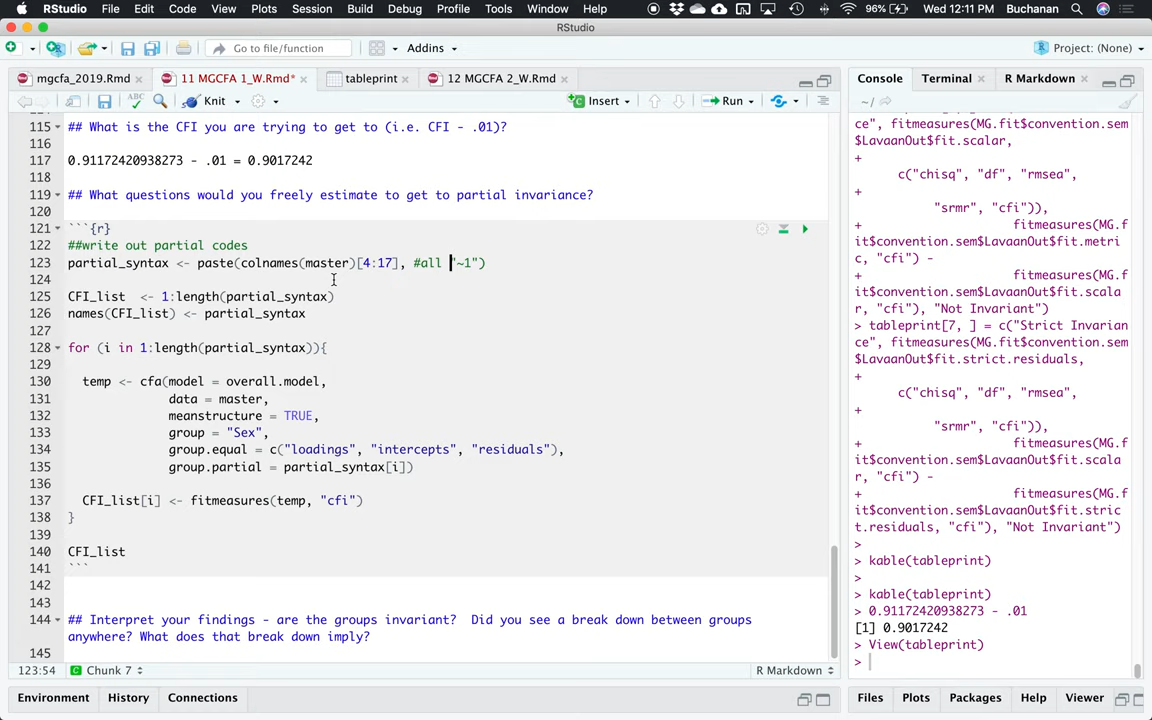 RStudio File Edit Code View Plots Session Build Debug Profile Tools Window Help 96% Wed 12:11 PM Buchanan
RStudio
Go to file/function Addins Project: (None)
mgcfa_2019.Rmd 11 MGCFA 1_W.Rmd* tableprint 12 MGCFA 2_W.Rmd
Knit Insert Run
115 ## What is the CFI you are trying to get to (i.e. CFI - .01)?
116
117 0.91172420938273 - .01 = 0.9017242
118
119 ## What questions would you freely estimate to get to partial invariance?
120
121 ```{r}
122 ##write out partial codes
123 partial_syntax <- paste(colnames(master)[4:17], #all "~1")
124
125 CFI_list <- 1:length(partial_syntax)
126 names(CFI_list) <- partial_syntax
127
128 for (i in 1:length(partial_syntax)){
129
130 temp <- cfa(model = overall.model,
131 data = master,
132 meanstructure = TRUE,
133 group = "Sex",
134 group.equal = c("loadings", "intercepts", "residuals"),
135 group.partial = partial_syntax[i])
136
137 CFI_list[i] <- fitmeasures(temp, "cfi")
138 }
139
140 CFI_list
141 ```
142
143
144 ## Interpret your findings - are the groups invariant? Did you see a break down between groups
anywhere? What does that break down imply?
145
123:54 Chunk 7 R Markdown
Environment History Connections
Console Terminal R Markdown
~/
ce", fitmeasures(MG.fit$convention.sem
$LavaanOut$fit.scalar,
+
c("chisq", "df", "rmsea",
+
"srmr", "cfi")),
+ fitmeasures(MG.f
it$convention.sem$LavaanOut$fit.metri
c, "cfi") -
+ fitmeasures(MG.f
it$convention.sem$LavaanOut$fit.scala
r, "cfi"), "Not Invariant")
> tableprint[7, ] = c("Strict Invarian
ce", fitmeasures(MG.fit$convention.sem
$LavaanOut$fit.strict.residuals,
+
c("chisq", "df", "rmsea",
+
"srmr", "cfi")),
+ fitmeasures(MG.f
it$convention.sem$LavaanOut$fit.scala
r, "cfi") -
+ fitmeasures(MG.f
it$convention.sem$LavaanOut$fit.stric
t.residuals, "cfi"), "Not Invariant")
>
> kable(tableprint)
>
> kable(tableprint)
> 0.91172420938273 - .01
[1] 0.9017242
> View(tableprint)
>
Files Plots Packages Help Viewer